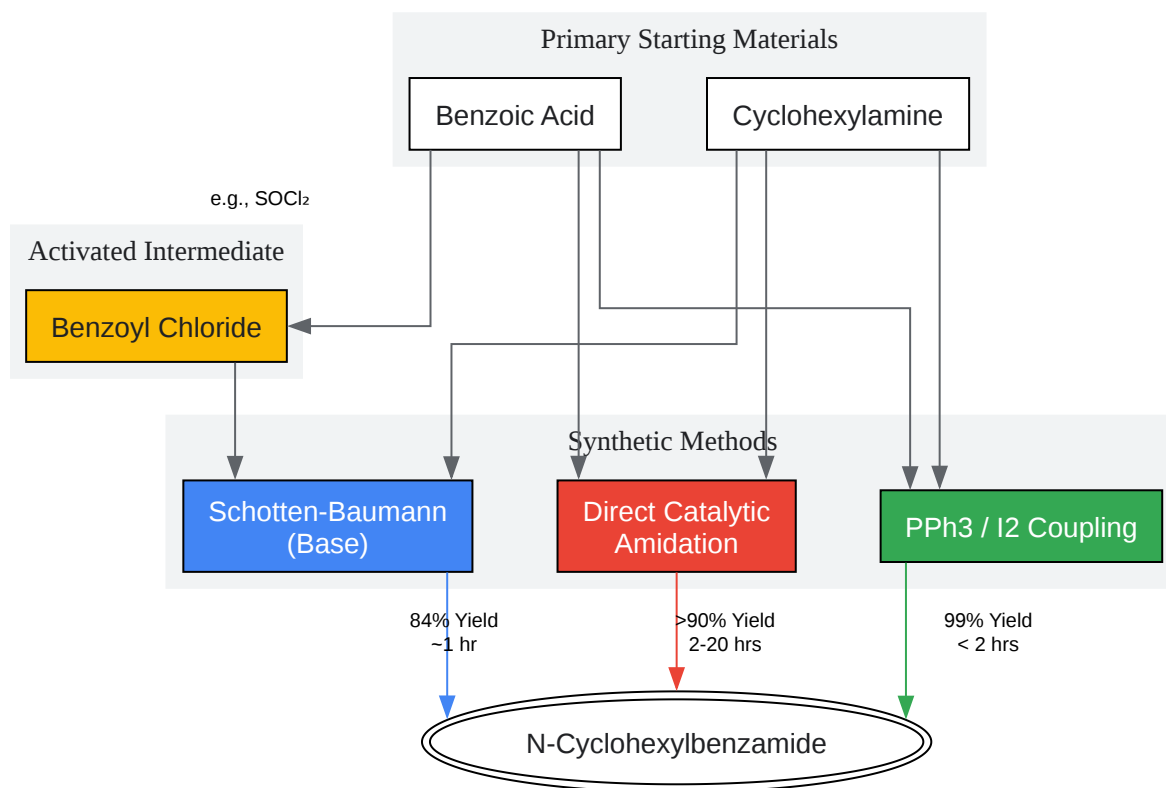 Primary Starting Materials
Benzoic Acid
Cyclohexylamine
e.g., SOCl₂
Activated Intermediate
Benzoyl Chloride
Synthetic Methods
Schotten-Baumann
(Base)
Direct Catalytic
Amidation
PPh3 / I2 Coupling
84% Yield
~1 hr
>90% Yield
2-20 hrs
99% Yield
< 2 hrs
N-Cyclohexylbenzamide